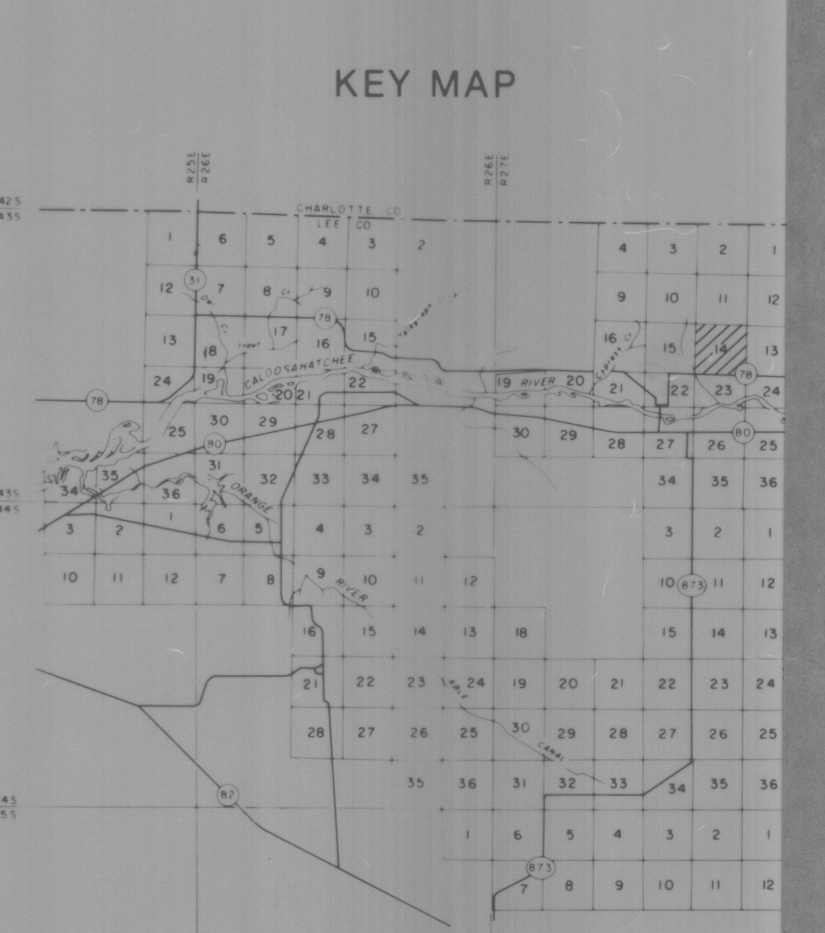 KEY MAP
R25E R26E R26E R27E
42S CHARLOTTE CO
43S LEE CO
1 6 5 4 3 2 4 3 2 1
31
12 7 8 9 10 9 10 11 12
78
13 18 17 16 15 16 15 14 13
Trout
CALOOSAHATCHEE
78
24 19 20 21 22 19 RIVER 20 21 22 23 24
78
25 30 29 28 27 30 29 28 27 26 25
80 80
34 35 36 31 32 33 34 35 34 35 36
ORANGE
43S
44S
3 2 1 6 5 4 3 2 3 2 1
10 11 12 7 8 9 10 11 12 10 873 11 12
RIVER
16 15 14 13 18 15 14 13
21 22 23 24 19 20 21 22 23 24
28 27 26 25 30 29 28 27 26 25
CANAL
35 36 31 32 33 34 35 36
82
4S
5S
1 6 5 4 3 2 1
873
7 8 9 10 11 12